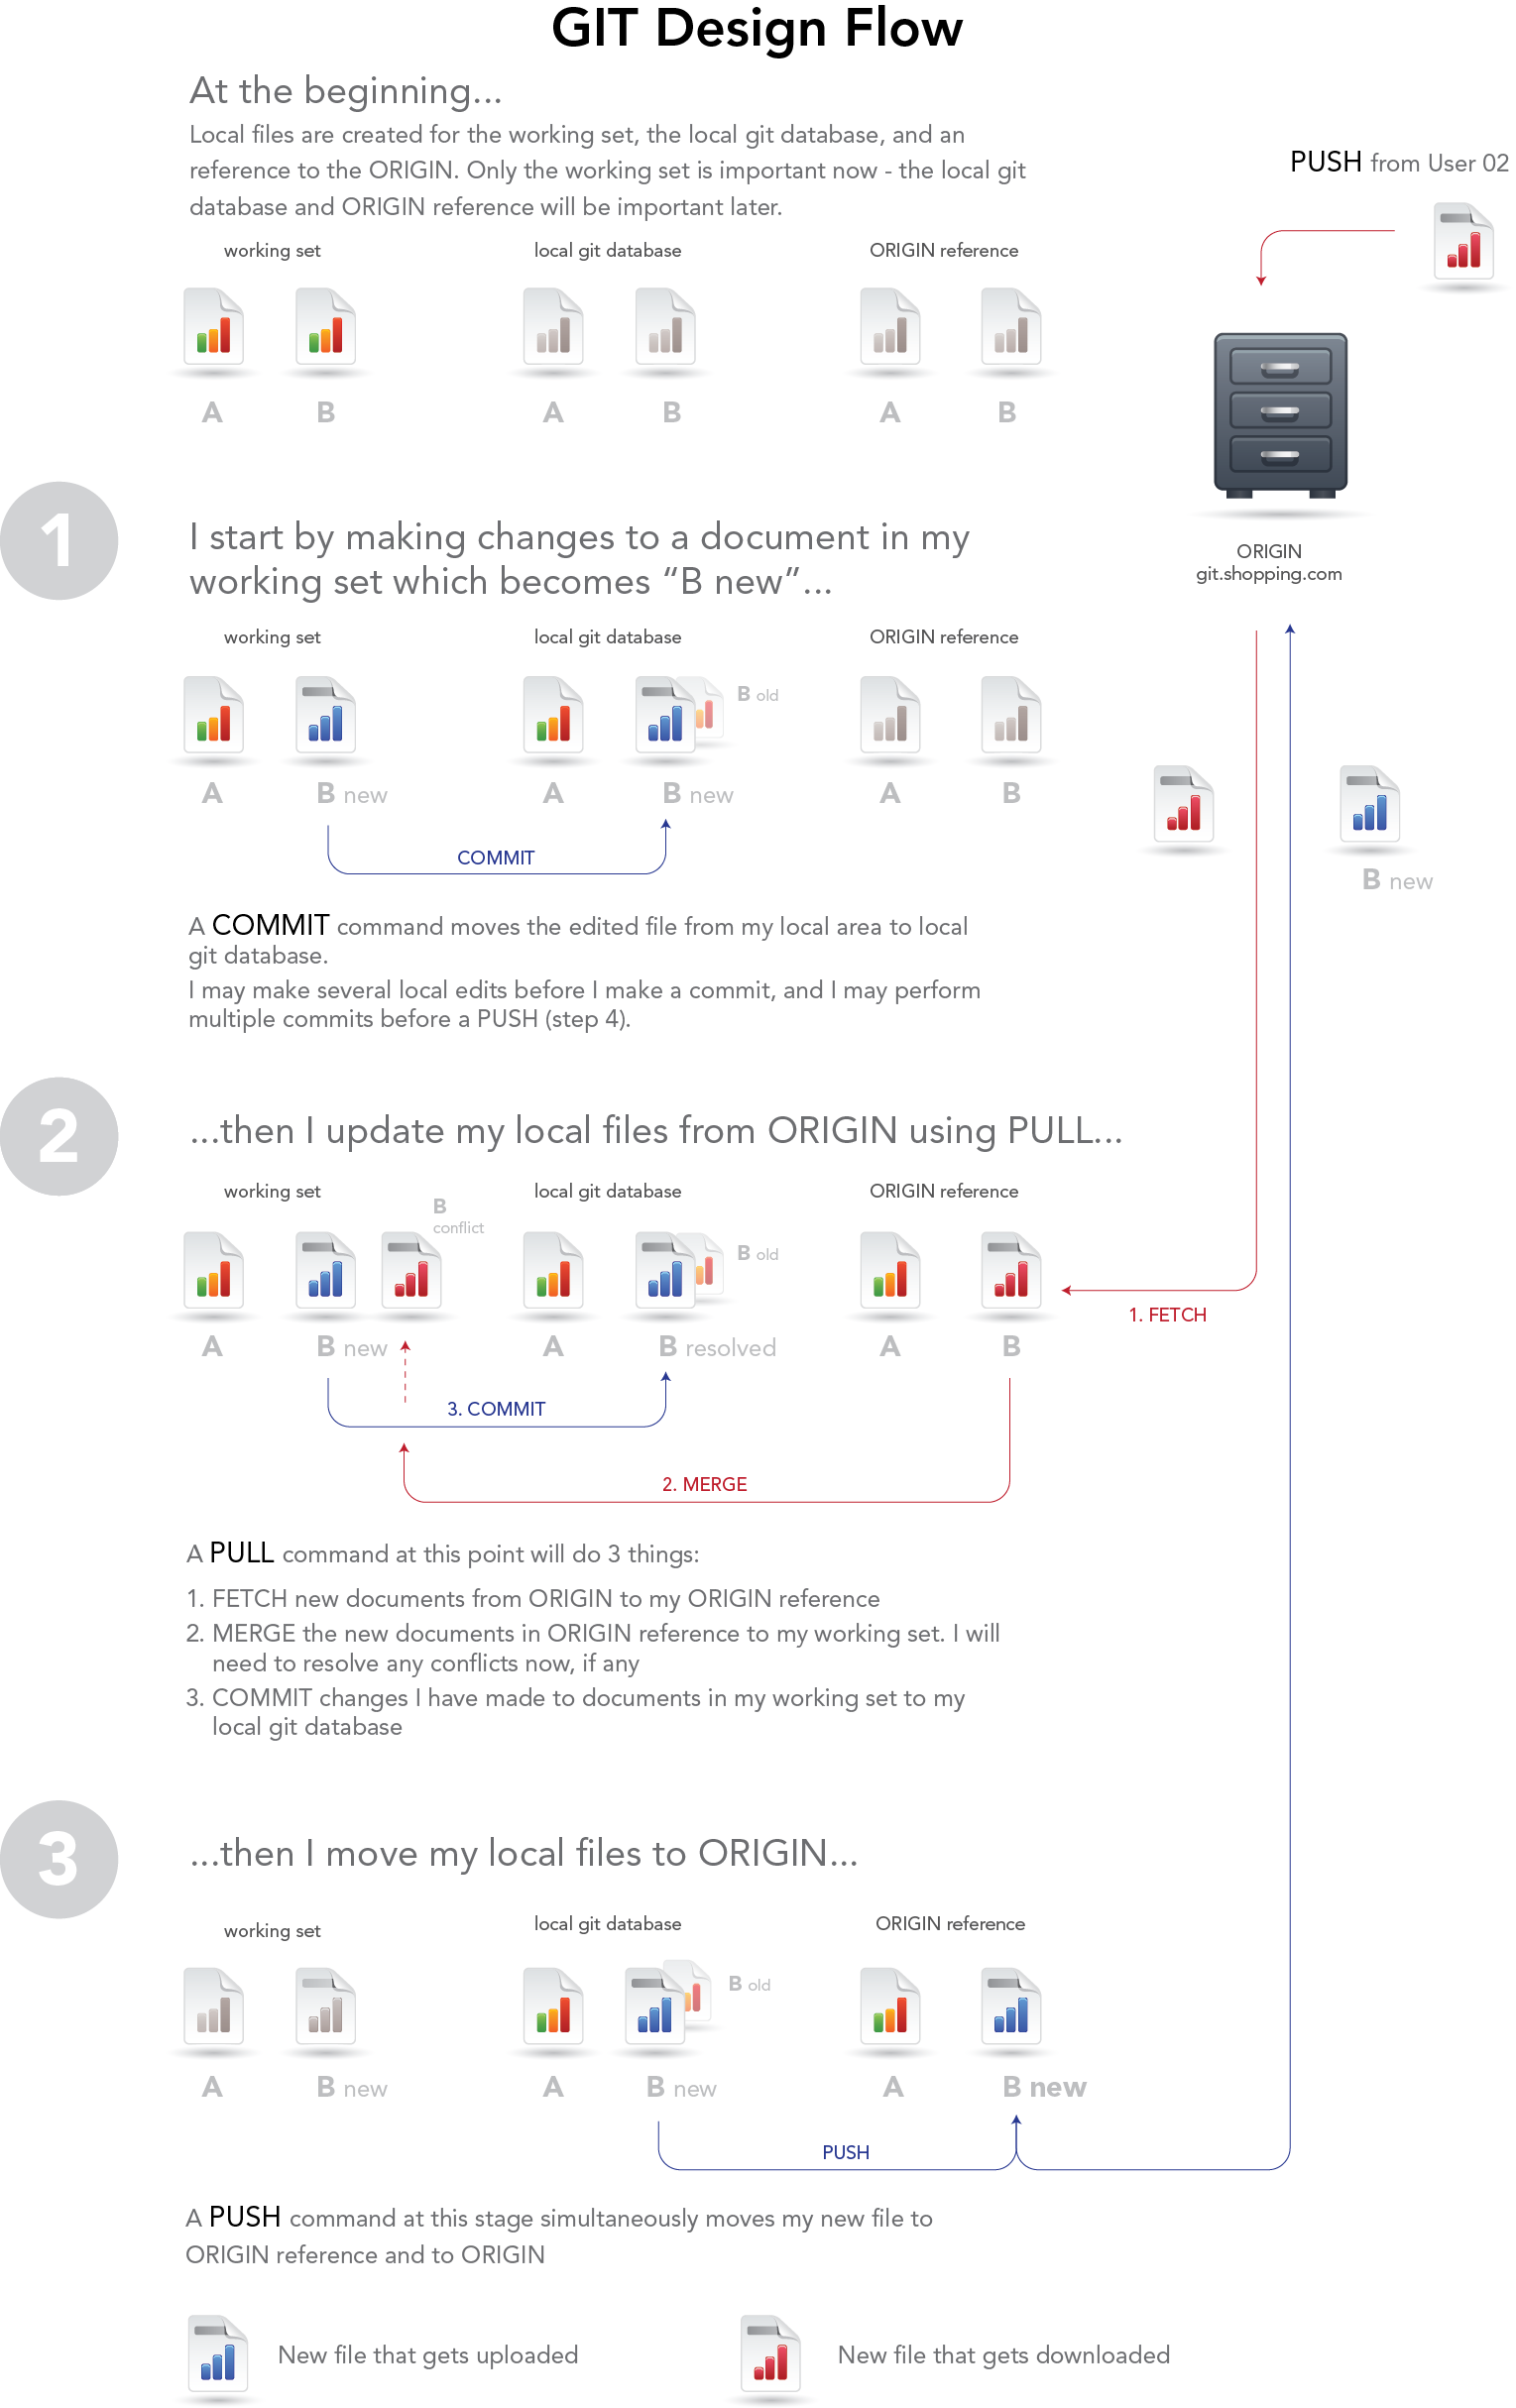 GIT Design Flow
At the beginning...
Local files are created for the working set, the local git database, and an
reference to the ORIGIN. Only the working set is important now - the local git
database and ORIGIN reference will be important later.
PUSH from User 02
working set local git database ORIGIN reference
A B A B A B
ORIGIN
git.shopping.com
1
I start by making changes to a document in my
working set which becomes “B new”...
working set local git database ORIGIN reference
B old
A B new A B new A B
COMMIT
B new
A COMMIT command moves the edited file from my local area to local
git database.
I may make several local edits before I make a commit, and I may perform
multiple commits before a PUSH (step 4).
2
...then I update my local files from ORIGIN using PULL...
working set local git database ORIGIN reference
B
conflict
B old
1. FETCH
A B new A B resolved A B
3. COMMIT
2. MERGE
A PULL command at this point will do 3 things:
1. FETCH new documents from ORIGIN to my ORIGIN reference
2. MERGE the new documents in ORIGIN reference to my working set. I will
need to resolve any conflicts now, if any
3. COMMIT changes I have made to documents in my working set to my
local git database
3
...then I move my local files to ORIGIN...
working set local git database ORIGIN reference
B old
A B new A B new A B new
PUSH
A PUSH command at this stage simultaneously moves my new file to
ORIGIN reference and to ORIGIN
New file that gets uploaded New file that gets downloaded